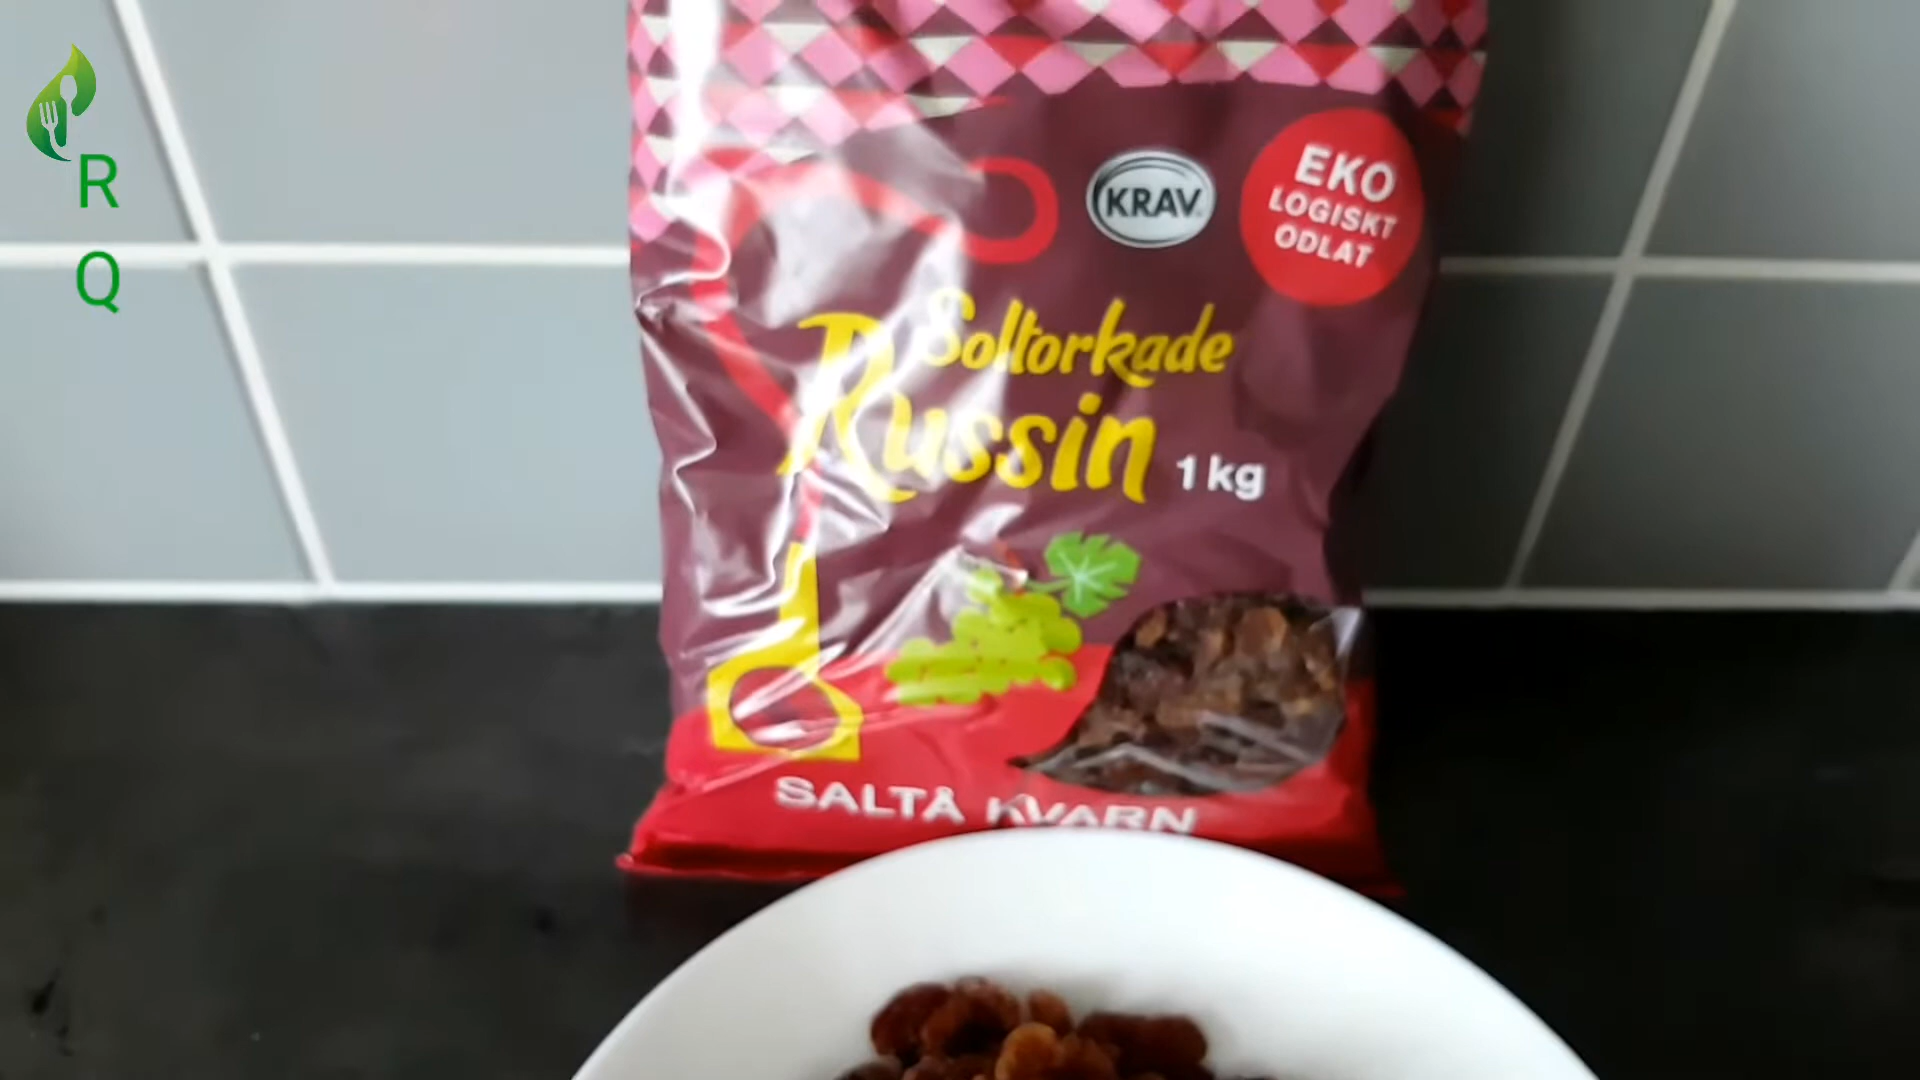 R
Q
KRAV
EKO
LOGISKT
ODLAT
Soltorkade
Russin 1 kg
SALTÅ KVARN